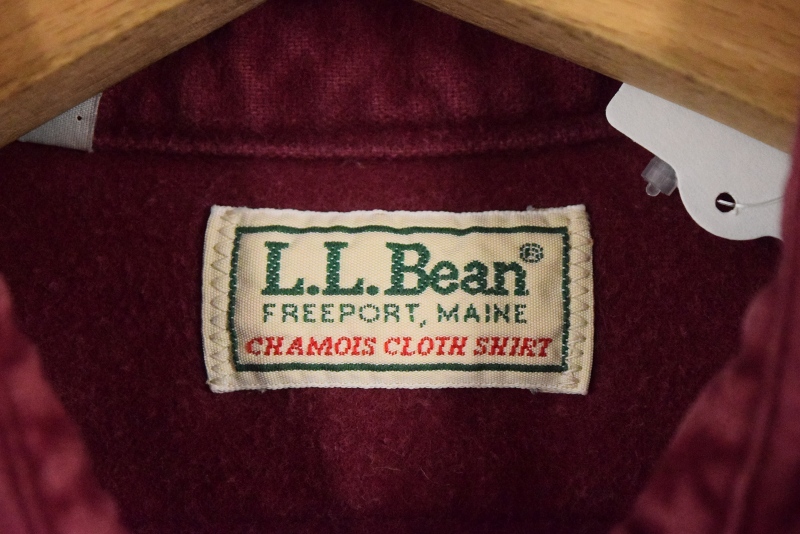 L.L.Bean®
FREEPORT, MAINE
CHAMOIS CLOTH SHIRT